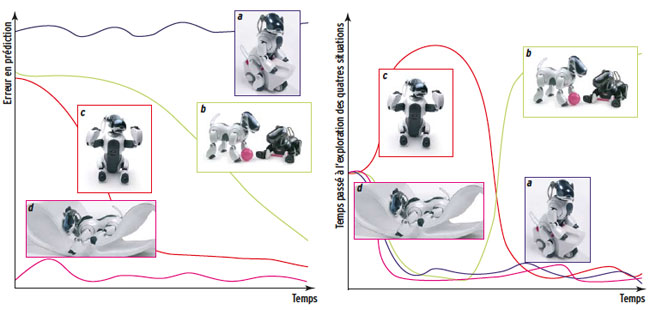 Erreur en prédiction
a
b
c
d
Temps
Temps passé à l'exploration des quatres situations
b
c
a
d
Temps